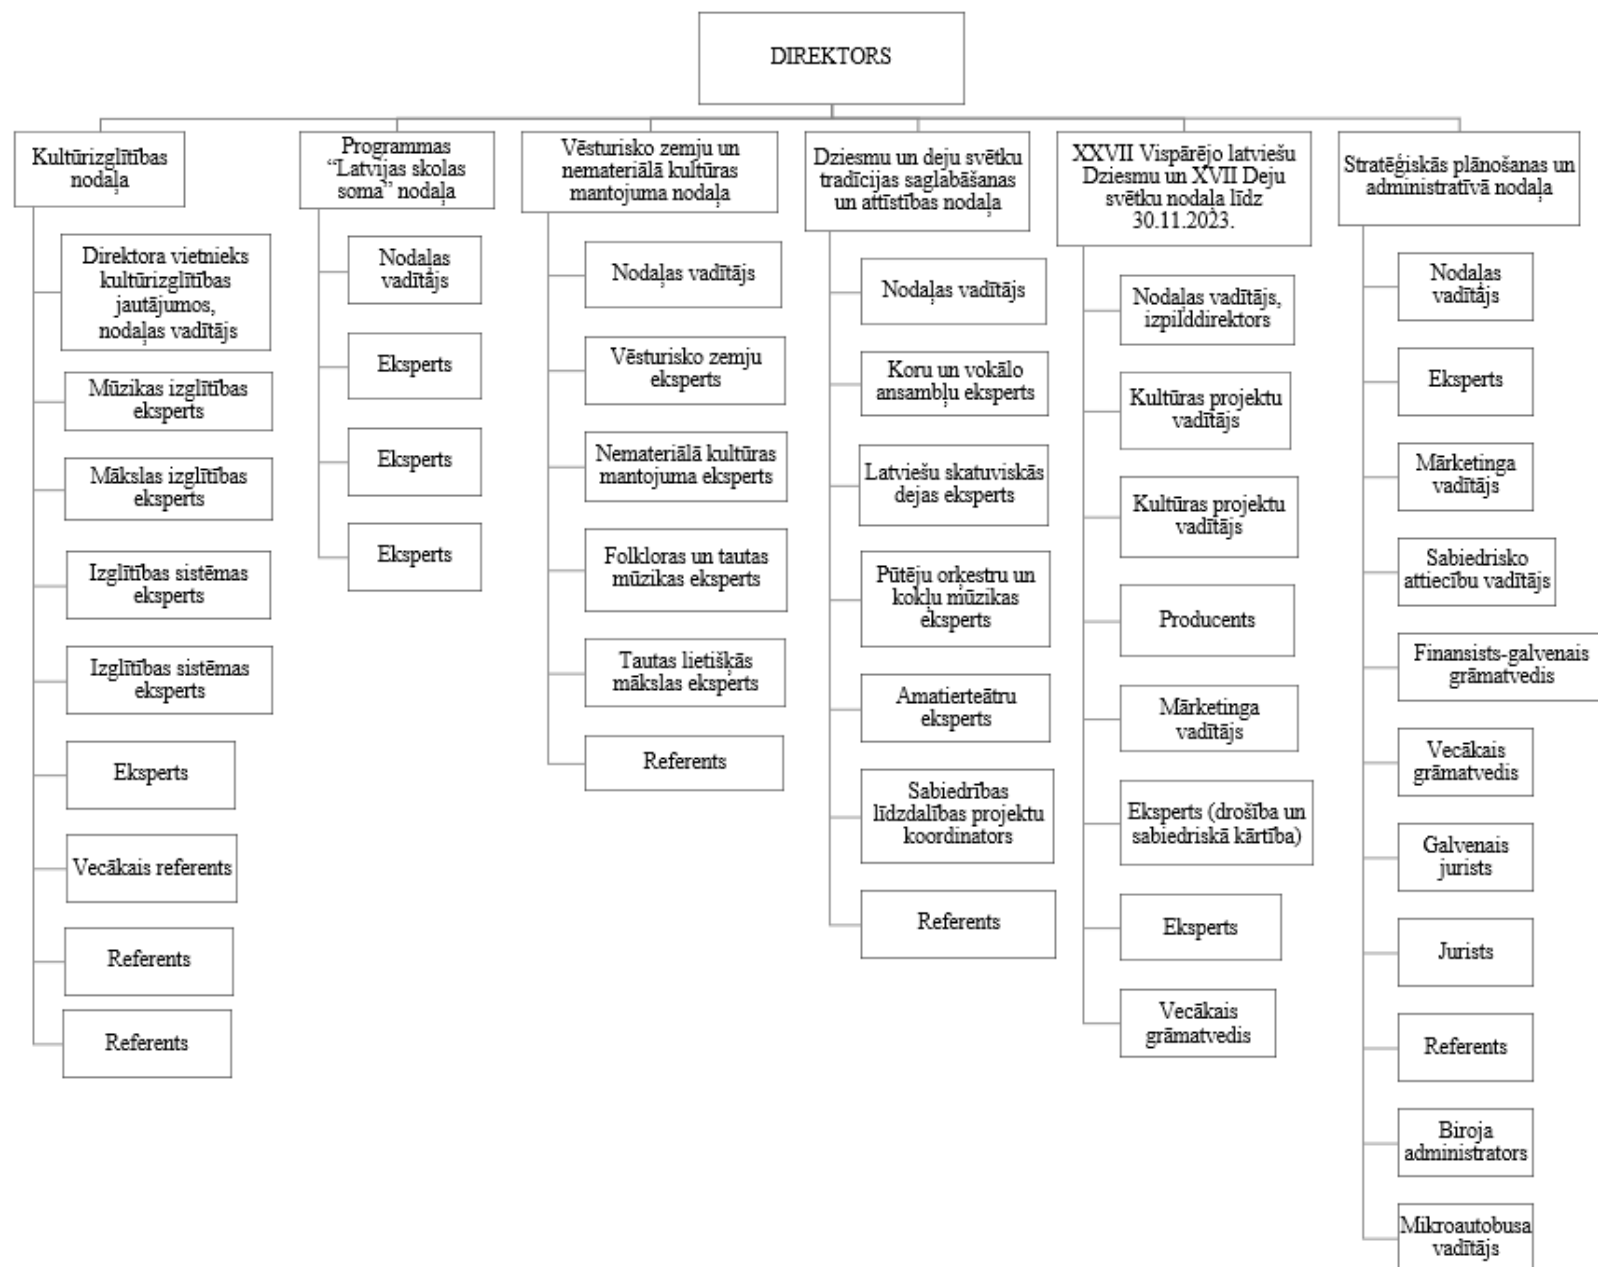 DIREKTORS
Kultūrizglītības
nodaļa
Direktora vietnieks
kultūrizglītības
jautājumos,
nodaļas vadītājs
Mūzikas izglītības
eksperts
Mākslas izglītības
eksperts
Izglītības sistēmas
eksperts
Izglītības sistēmas
eksperts
Eksperts
Vecākais referents
Referents
Referents
Programmas
“Latvijas skolas
soma” nodaļa
Nodaļas
vadītājs
Eksperts
Eksperts
Eksperts
Vēsturisko zemju un
nemateriālā kultūras
mantojuma nodaļa
Nodaļas vadītājs
Vēsturisko zemju
eksperts
Nemateriālā kultūras
mantojuma eksperts
Folkloras un tautas
mūzikas eksperts
Tautas lietišķās
mākslas eksperts
Referents
Dziesmu un deju svētku
tradīcijas saglabāšanas
un attīstības nodaļa
Nodaļas vadītājs
Koru un vokālo
ansambļu eksperts
Latviešu skatuviskās
dejas eksperts
Pūtēju orķestru un
kokļu mūzikas
eksperts
Amatierteātru
eksperts
Sabiedrības
līdzdalības projektu
koordinators
Referents
XXVII Vispārējo latviešu
Dziesmu un XVII Deju
svētku nodaļa līdz
30.11.2023.
Nodaļas vadītājs,
izpilddirektors
Kultūras projektu
vadītājs
Kultūras projektu
vadītājs
Producents
Mārketinga
vadītājs
Eksperts (drošība un
sabiedriskā kārtība)
Eksperts
Vecākais
grāmatvedis
Stratēģiskās plānošanas un
administratīvā nodaļa
Nodaļas
vadītājs
Eksperts
Mārketinga
vadītājs
Sabiedrisko
attiecību vadītājs
Finansists-galvenais
grāmatvedis
Vecākais
grāmatvedis
Galvenais
jurists
Jurists
Referents
Biroja
administrators
Mikroautobusa
vadītājs